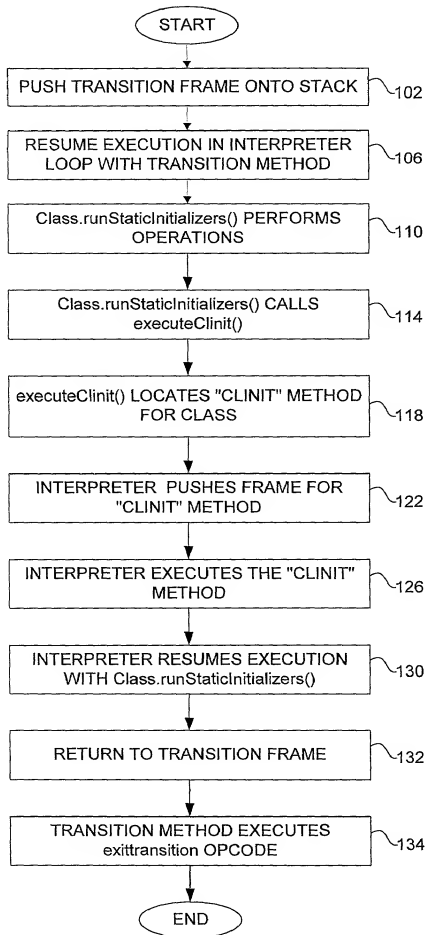 START
PUSH TRANSITION FRAME ONTO STACK
102
RESUME EXECUTION IN INTERPRETER
LOOP WITH TRANSITION METHOD
106
Class.runStaticInitializers() PERFORMS
OPERATIONS
110
Class.runStaticInitializers() CALLS
executeClinit()
114
executeClinit() LOCATES "CLINIT" METHOD
FOR CLASS
118
INTERPRETER PUSHES FRAME FOR
"CLINIT" METHOD
122
INTERPRETER EXECUTES THE "CLINIT"
METHOD
126
INTERPRETER RESUMES EXECUTION
WITH Class.runStaticInitializers()
130
RETURN TO TRANSITION FRAME
132
TRANSITION METHOD EXECUTES
exittransition OPCODE
134
END